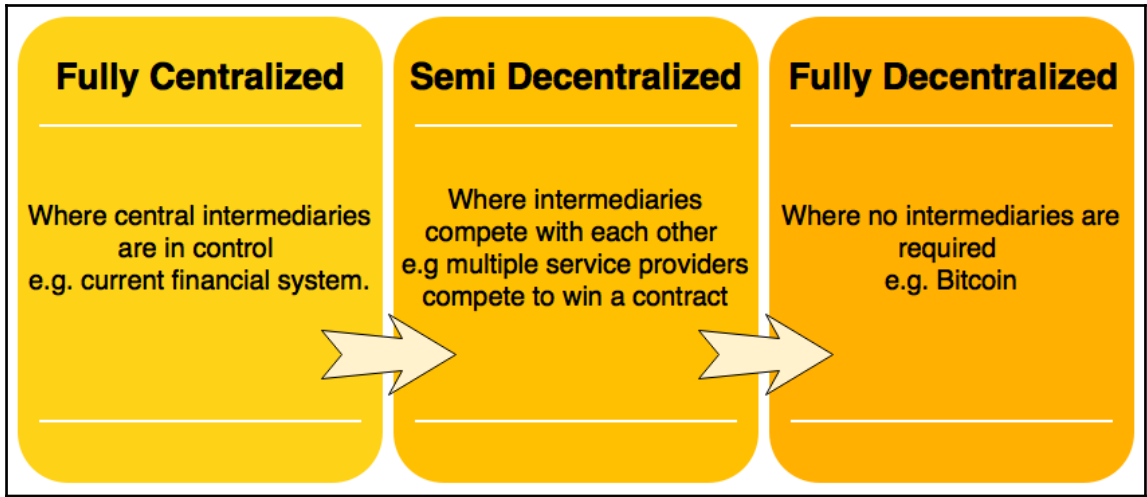 Fully Centralized
Where central intermediaries
are in control
e.g. current financial system.
Semi Decentralized
Where intermediaries
compete with each other
e.g multiple service providers
compete to win a contract
Fully Decentralized
Where no intermediaries are
required
e.g. Bitcoin